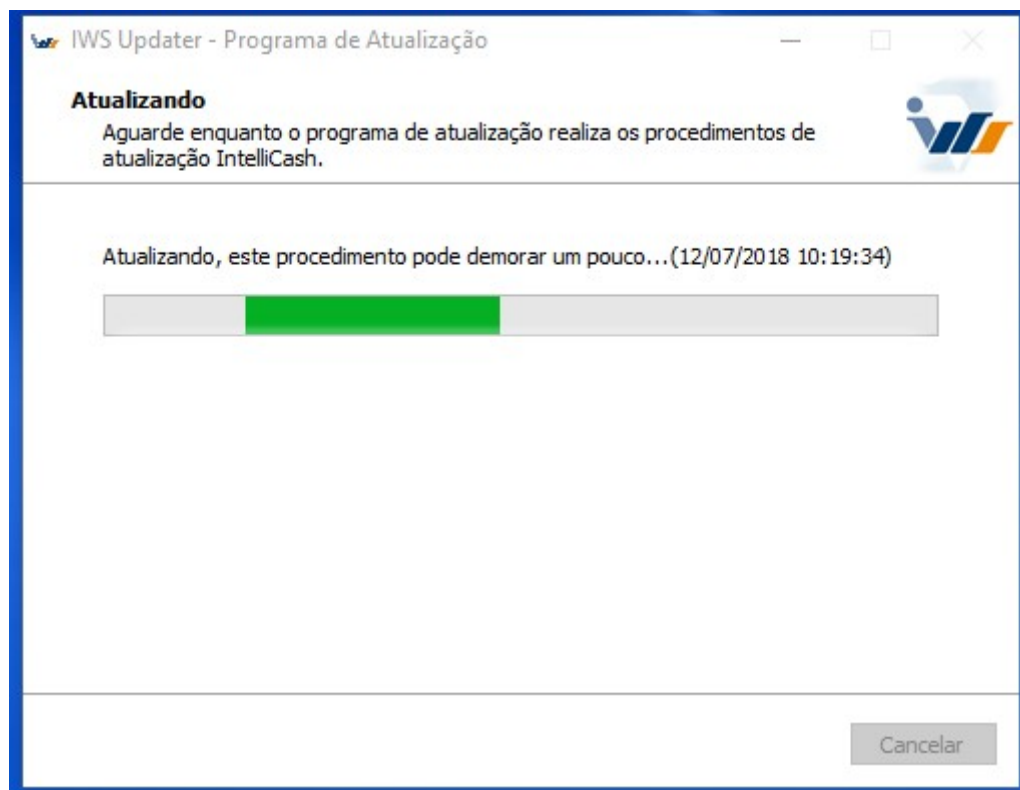 IWS Updater - Programa de Atualização
Atualizando
Aguarde enquanto o programa de atualização realiza os procedimentos de
atualização IntelliCash.
iws
Atualizando, este procedimento pode demorar um pouco...(12/07/2018 10:19:34)
Cancelar